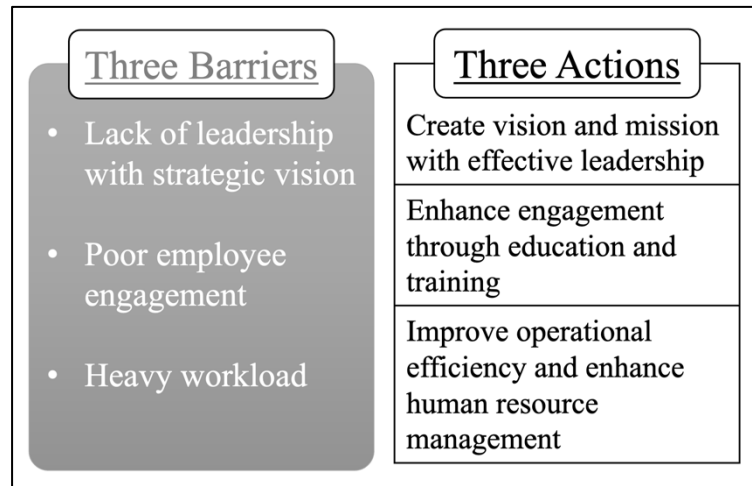 Three Barriers
• Lack of leadership
with strategic vision
• Poor employee
engagement
• Heavy workload
Three Actions
Create vision and mission
with effective leadership
Enhance engagement
through education and
training
Improve operational
efficiency and enhance
human resource
management